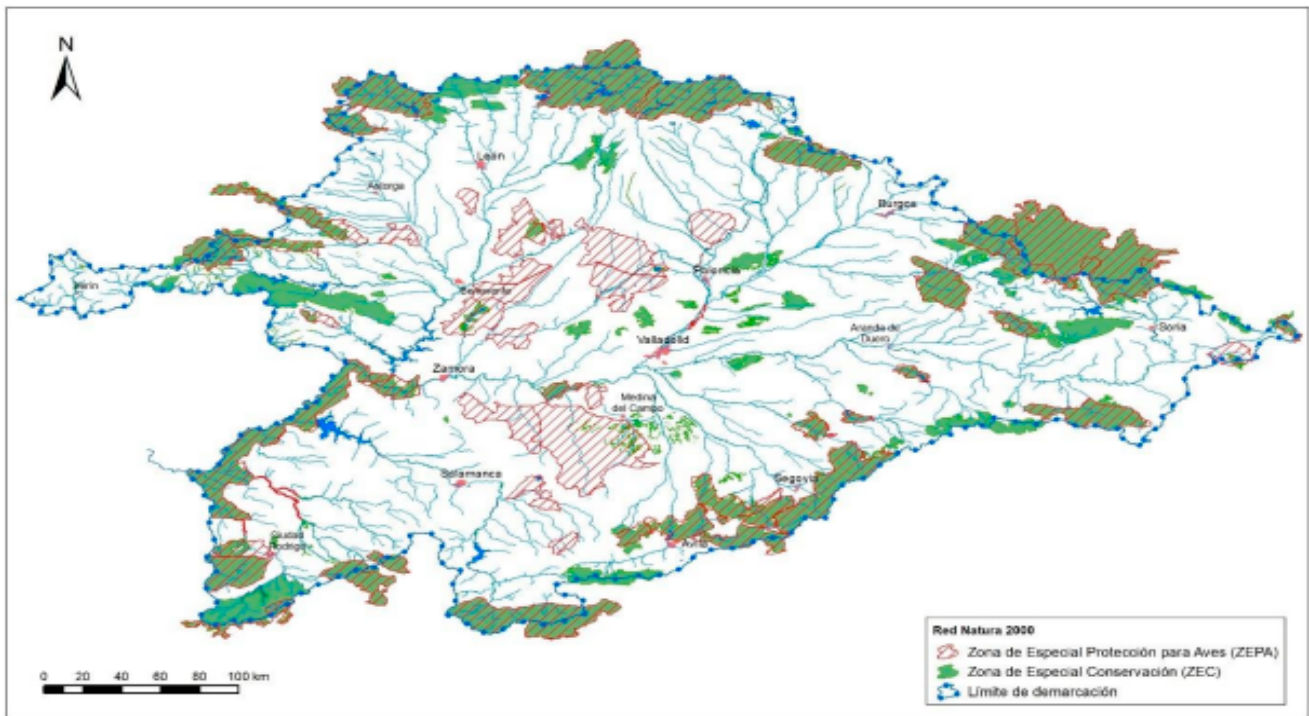 N
León
Astorga
Burgos
Verín
Palencia
Benavente
Soria
Aranda de
Duero
Valladolid
Zamora
Medina
del Campo
Salamanca
Segovia
Ciudad
Rodrigo
Ávila
Red Natura 2000
Zona de Especial Protección para Aves (ZEPA)
Zona de Especial Conservación (ZEC)
Límite de demarcación
0 20 40 60 80 100 km